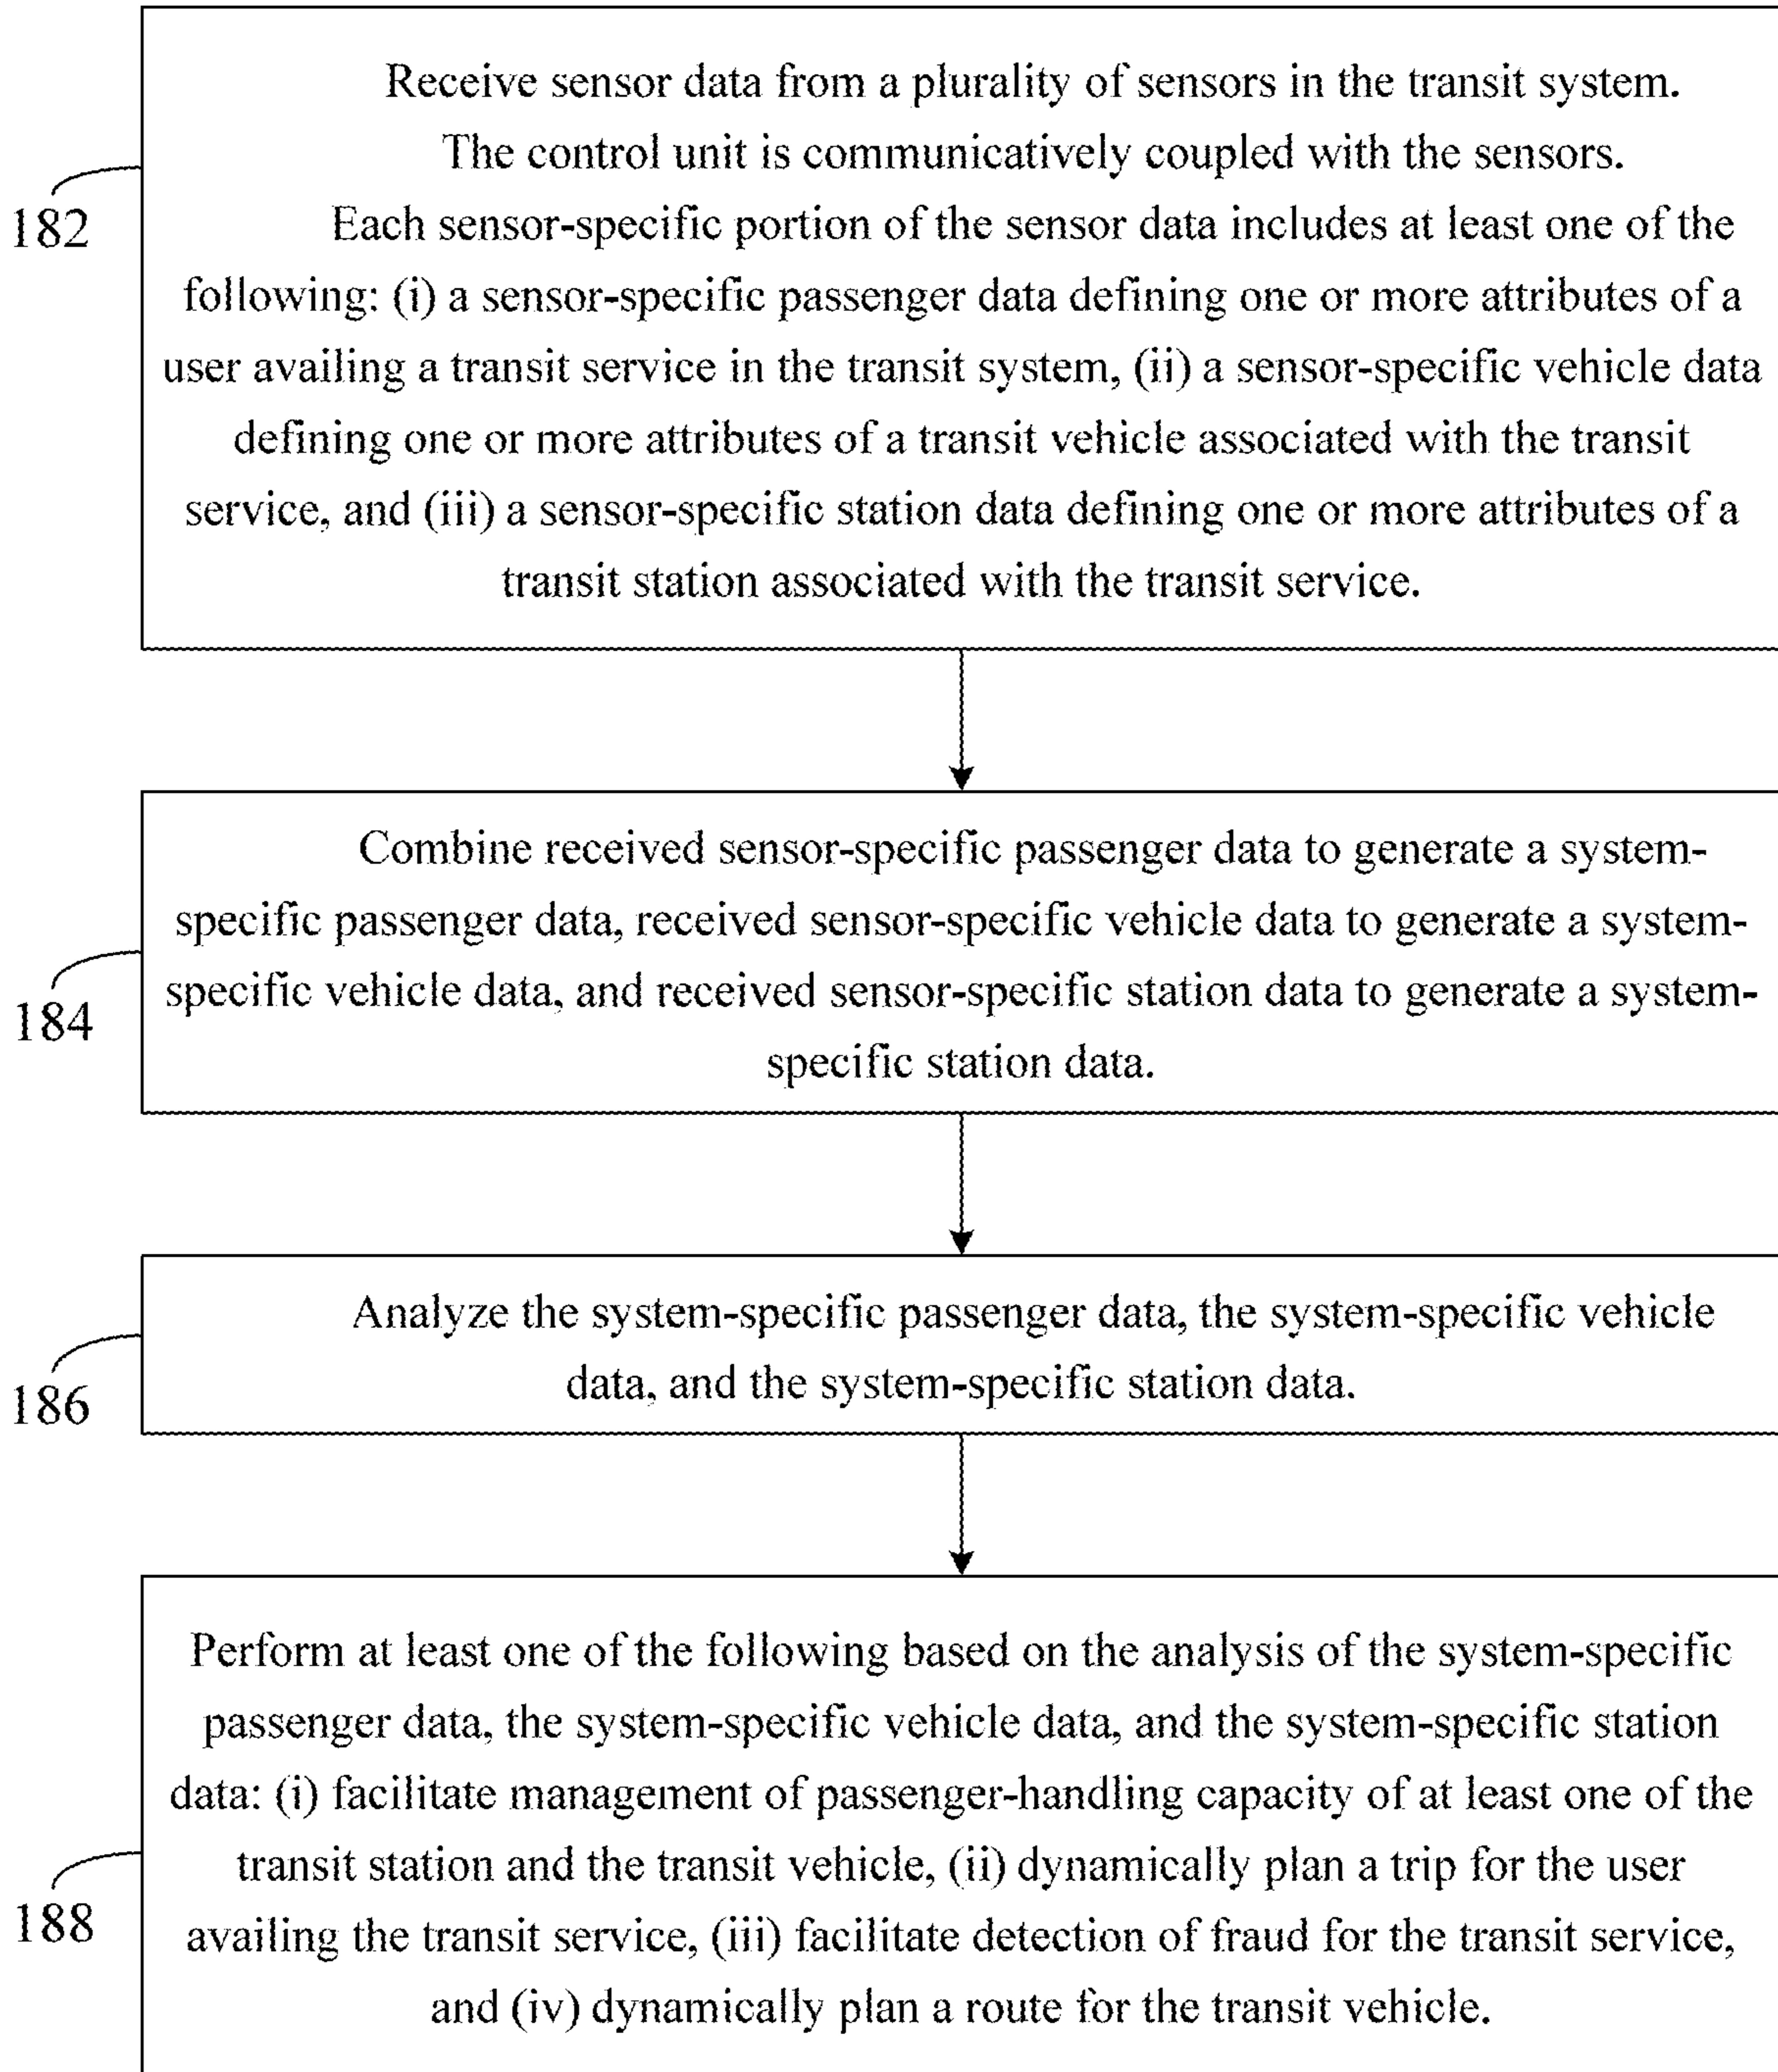 Receive sensor data from a plurality of sensors in the transit system.
The control unit is communicatively coupled with the sensors.
Each sensor-specific portion of the sensor data includes at least one of the
following: (i) a sensor-specific passenger data defining one or more attributes of a
user availing a transit service in the transit system, (ii) a sensor-specific vehicle data
defining one or more attributes of a transit vehicle associated with the transit
service, and (iii) a sensor-specific station data defining one or more attributes of a
transit station associated with the transit service.
182
Combine received sensor-specific passenger data to generate a system-
specific passenger data, received sensor-specific vehicle data to generate a system-
specific vehicle data, and received sensor-specific station data to generate a system-
specific station data.
184
Analyze the system-specific passenger data, the system-specific vehicle
data, and the system-specific station data.
186
Perform at least one of the following based on the analysis of the system-specific
passenger data, the system-specific vehicle data, and the system-specific station
data: (i) facilitate management of passenger-handling capacity of at least one of the
transit station and the transit vehicle, (ii) dynamically plan a trip for the user
availing the transit service, (iii) facilitate detection of fraud for the transit service,
and (iv) dynamically plan a route for the transit vehicle.
188